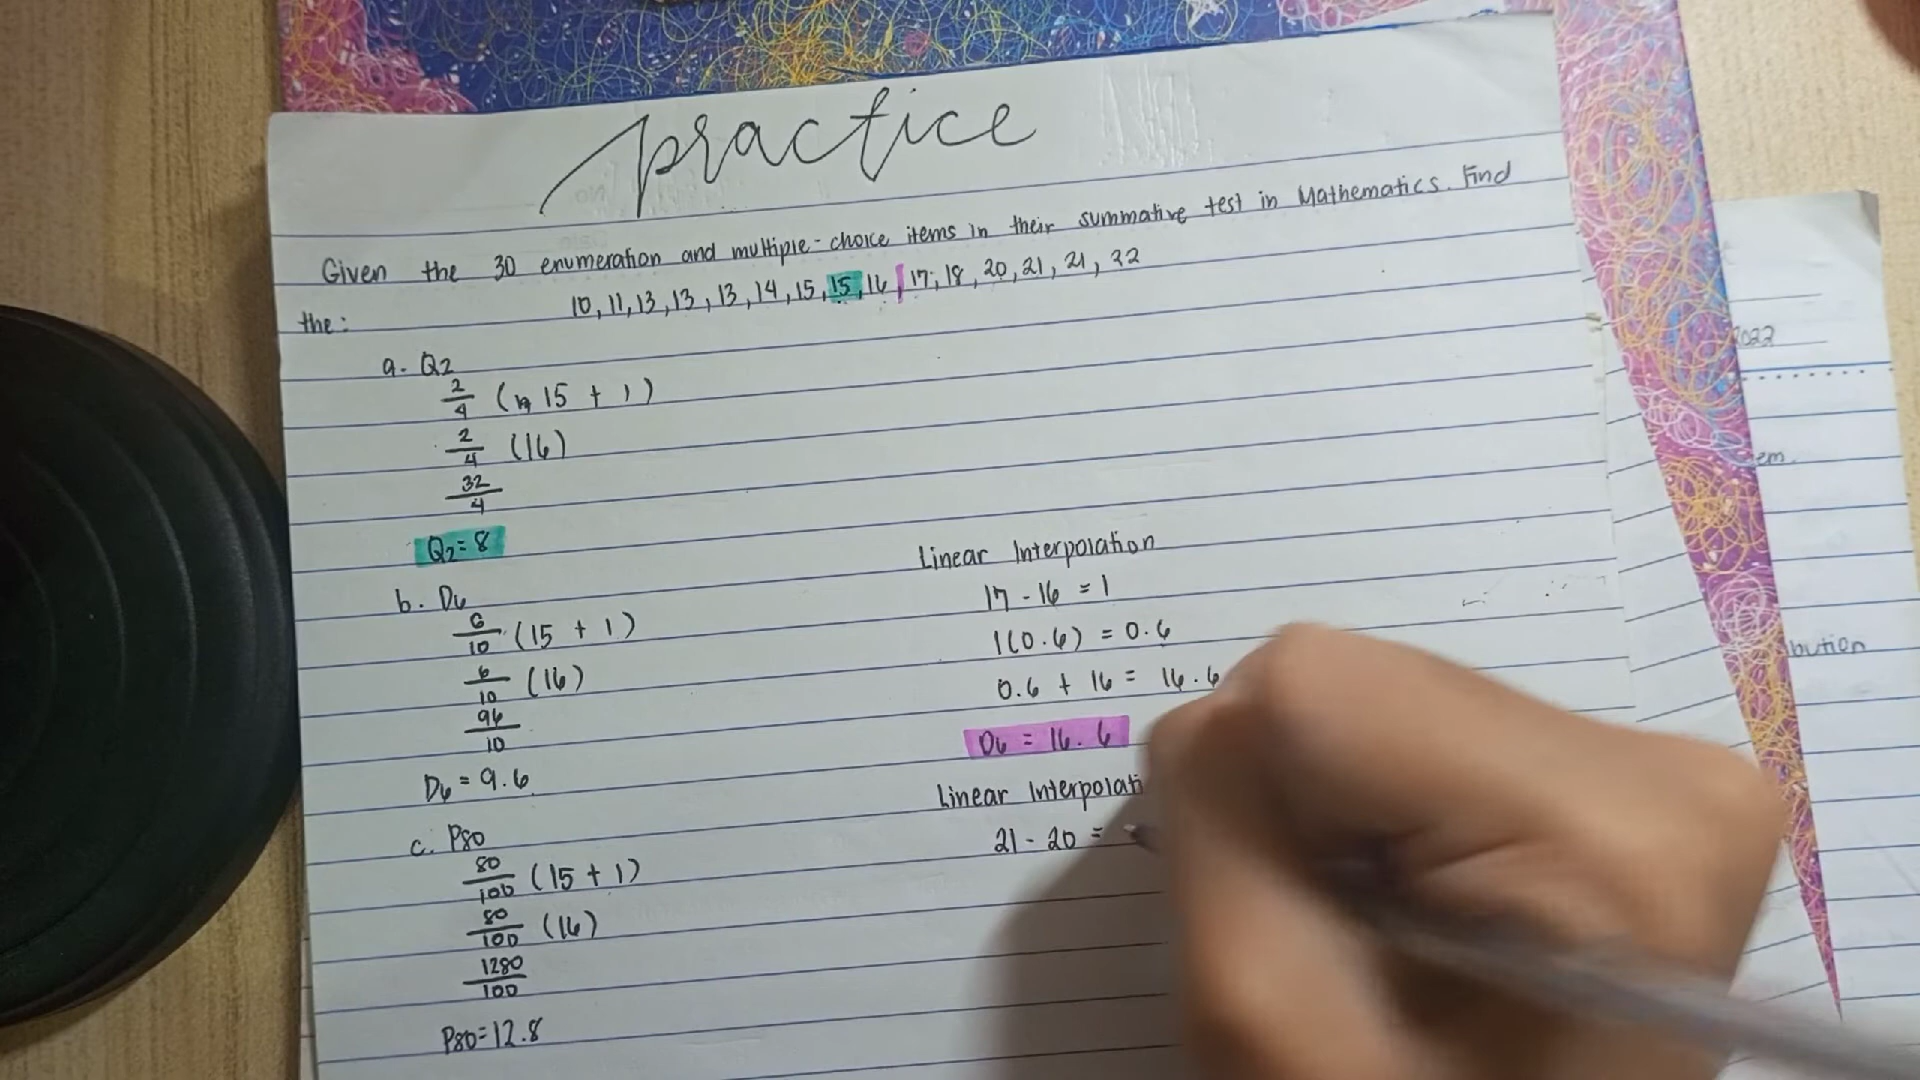 practice
Given the 30 enumeration and multiple-choice items in their summative test in Mathematics. Find
the: 10, 11, 13, 13, 13, 14, 15, 15, 16, 17, 18, 20, 21, 21, 22
a. Q2
2/4 (15 + 1)
2/4 (16)
32/4
Q2 = 8
b. D6
6/10 (15 + 1)
6/10 (16)
96/10
D6 = 9.6
c. P80
80/100 (15 + 1)
80/100 (16)
1280/100
P80 = 12.8
Linear Interpolation
17 - 16 = 1
1(0.6) = 0.6
0.6 + 16 = 16.6
D6 = 16.6
Linear Interpolati
21 - 20 =
2022
em.
bution